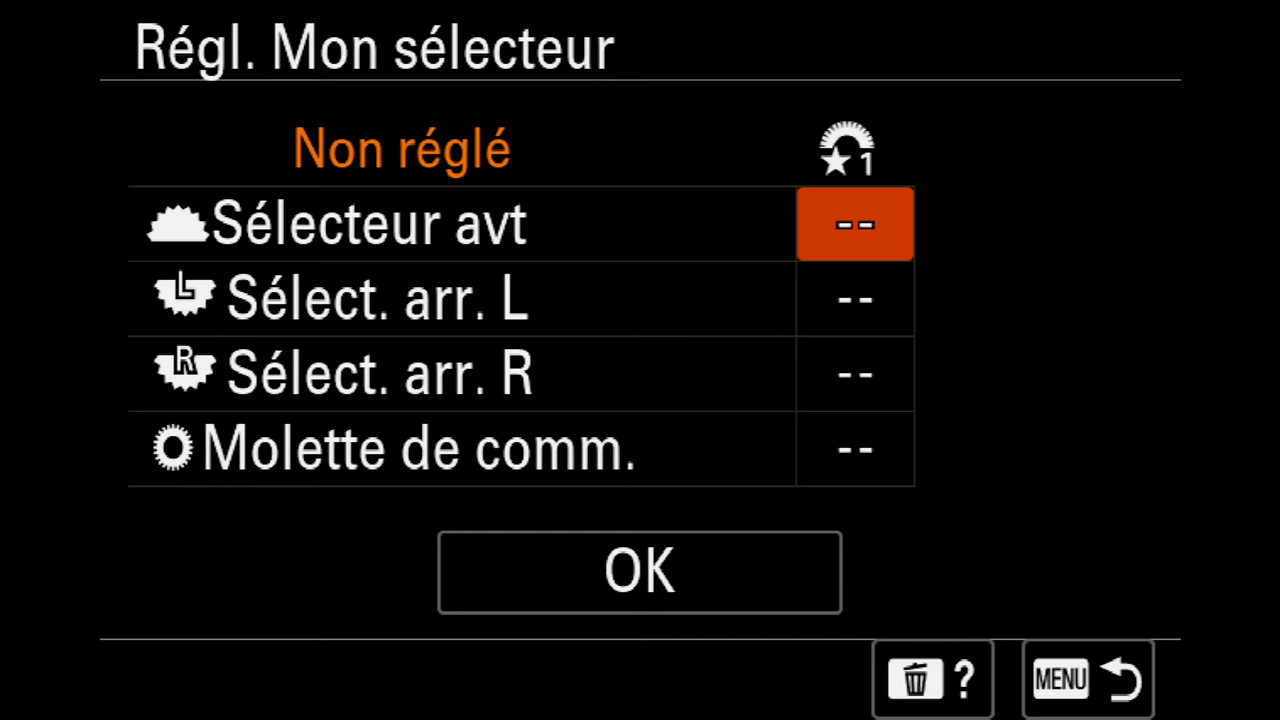 Régl. Mon sélecteur
Non réglé 1
Sélecteur avt --
L Sélect. arr. L --
R Sélect. arr. R --
Molette de comm. --
OK
? MENU